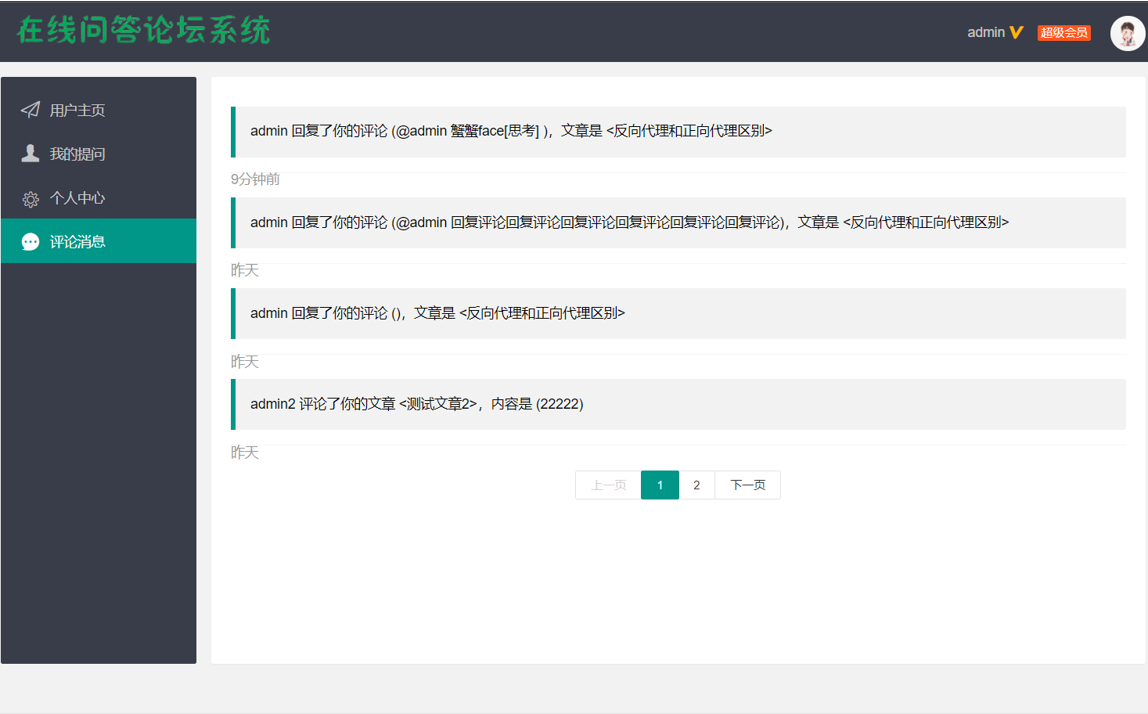 在线问答论坛系统
admin V 超级会员
用户主页
我的提问
个人中心
评论消息
admin 回复了你的评论 (@admin 蟹蟹face[思考] )，文章是 <反向代理和正向代理区别>
9分钟前
admin 回复了你的评论 (@admin 回复评论回复评论回复评论回复评论回复评论回复评论)，文章是 <反向代理和正向代理区别>
昨天
admin 回复了你的评论 ()，文章是 <反向代理和正向代理区别>
昨天
admin2 评论了你的文章 <测试文章2>，内容是 (22222)
昨天
上一页 1 2 下一页